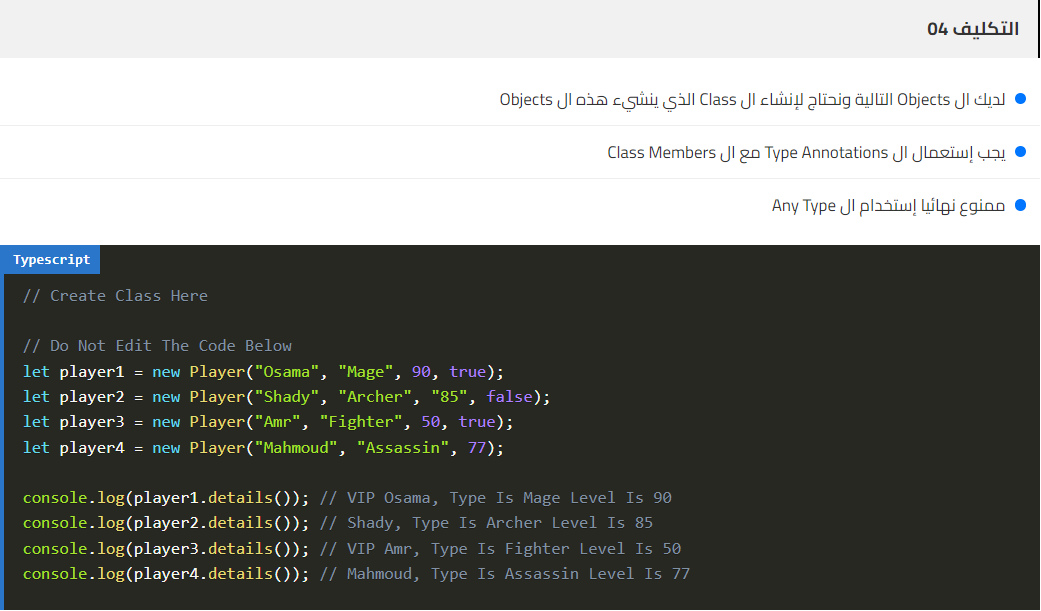 التكليف 04
لديك ال Objects التالية ونحتاج لإنشاء ال Class الذي ينشيء هذه ال Objects
يجب إستعمال ال Type Annotations مع ال Class Members
ممنوع نهائيا إستخدام ال Any Type
Typescript
// Create Class Here
// Do Not Edit The Code Below
let player1 = new Player("Osama", "Mage", 90, true);
let player2 = new Player("Shady", "Archer", "85", false);
let player3 = new Player("Amr", "Fighter", 50, true);
let player4 = new Player("Mahmoud", "Assassin", 77);
console.log(player1.details()); // VIP Osama, Type Is Mage Level Is 90
console.log(player2.details()); // Shady, Type Is Archer Level Is 85
console.log(player3.details()); // VIP Amr, Type Is Fighter Level Is 50
console.log(player4.details()); // Mahmoud, Type Is Assassin Level Is 77